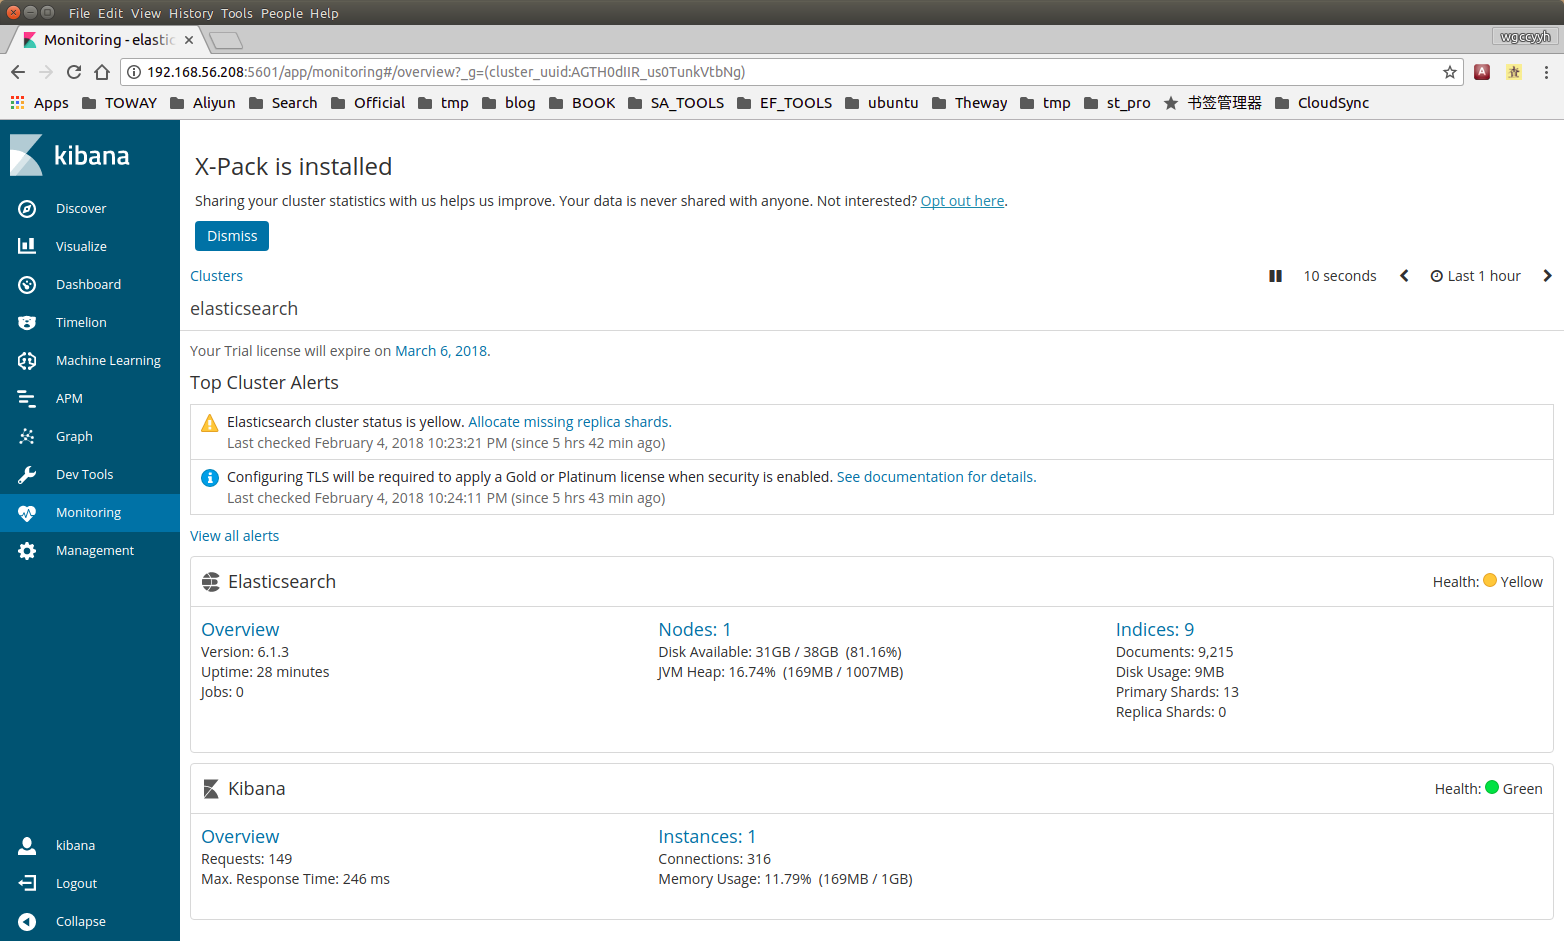 File Edit View History Tools People Help
Monitoring - elastic
wgccyyh
192.168.56.208:5601/app/monitoring#/overview?_g=(cluster_uuid:AGTH0dIIR_us0TunkVtbNg)
A
Apps TOWAY Aliyun Search Official tmp blog BOOK SA_TOOLS EF_TOOLS ubuntu Theway tmp st_pro 书签管理器 CloudSync
kibana
Discover
Visualize
Dashboard
Timelion
Machine Learning
APM
Graph
Dev Tools
Monitoring
Management
kibana
Logout
Collapse
X-Pack is installed
Sharing your cluster statistics with us helps us improve. Your data is never shared with anyone. Not interested? Opt out here.
Dismiss
Clusters
10 seconds
Last 1 hour
elasticsearch
Your Trial license will expire on March 6, 2018.
Top Cluster Alerts
Elasticsearch cluster status is yellow. Allocate missing replica shards.
Last checked February 4, 2018 10:23:21 PM (since 5 hrs 42 min ago)
Configuring TLS will be required to apply a Gold or Platinum license when security is enabled. See documentation for details.
Last checked February 4, 2018 10:24:11 PM (since 5 hrs 43 min ago)
View all alerts
Elasticsearch
Health: Yellow
Overview
Version: 6.1.3
Uptime: 28 minutes
Jobs: 0
Nodes: 1
Disk Available: 31GB / 38GB (81.16%)
JVM Heap: 16.74% (169MB / 1007MB)
Indices: 9
Documents: 9,215
Disk Usage: 9MB
Primary Shards: 13
Replica Shards: 0
Kibana
Health: Green
Overview
Requests: 149
Max. Response Time: 246 ms
Instances: 1
Connections: 316
Memory Usage: 11.79% (169MB / 1GB)